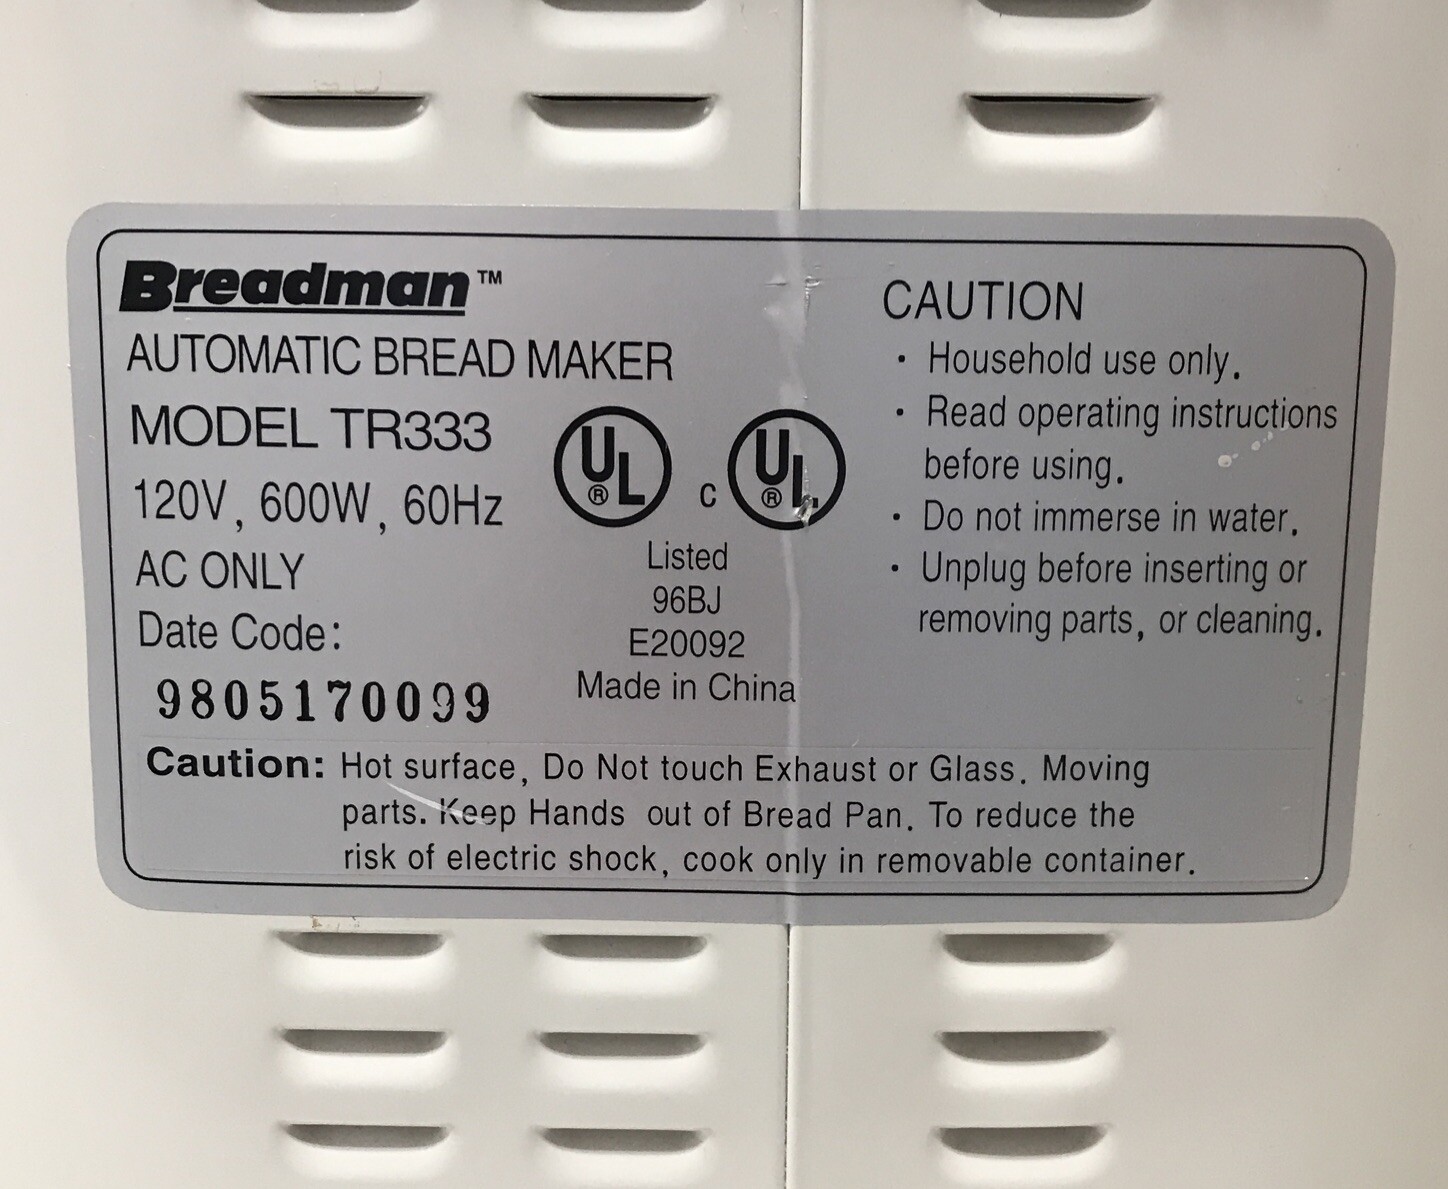 Breadman™
AUTOMATIC BREAD MAKER
MODEL TR333
120V, 600W, 60Hz
AC ONLY
Date Code:
9805170099
UL ® c UL ®
Listed
96BJ
E20092
Made in China
CAUTION
· Household use only.
· Read operating instructions
before using.
· Do not immerse in water.
· Unplug before inserting or
removing parts, or cleaning.
Caution: Hot surface, Do Not touch Exhaust or Glass. Moving
parts. Keep Hands out of Bread Pan. To reduce the
risk of electric shock, cook only in removable container.